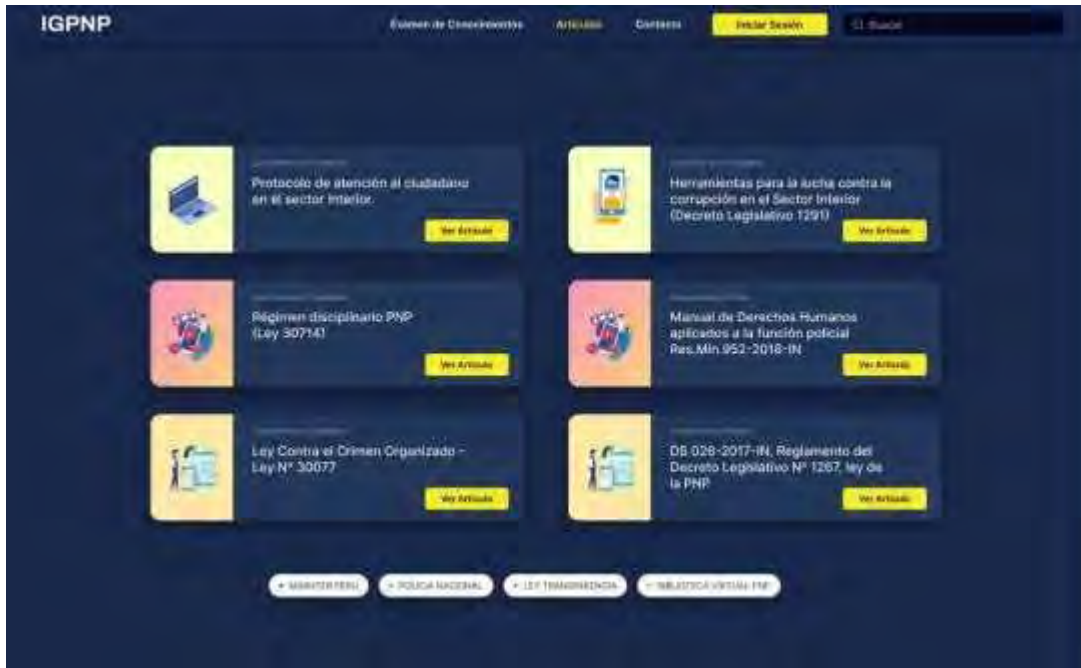 IGPNP
Examen de Conocimientos
Artículos
Contacto
Iniciar Sesión
Buscar
Protocolo de atención al ciudadano
en el sector Interior.
Ver Artículo
Herramientas para la lucha contra la
corrupción en el Sector Interior
(Decreto Legislativo 1291)
Ver Artículo
Régimen disciplinario PNP
(Ley 30714)
Ver Artículo
Manual de Derechos Humanos
aplicados a la función policial
Res.Min 952-2018-IN
Ver Artículo
Ley Contra el Crimen Organizado -
Ley N° 30077
Ver Artículo
DS 026-2017-IN, Reglamento del
Decreto Legislativo N° 1267, ley de
la PNP
Ver Artículo
+ MININTER PERU
+ POLICIA NACIONAL
+ LEY TRANSPARENCIA
+ BIBLIOTECA VIRTUAL PNP